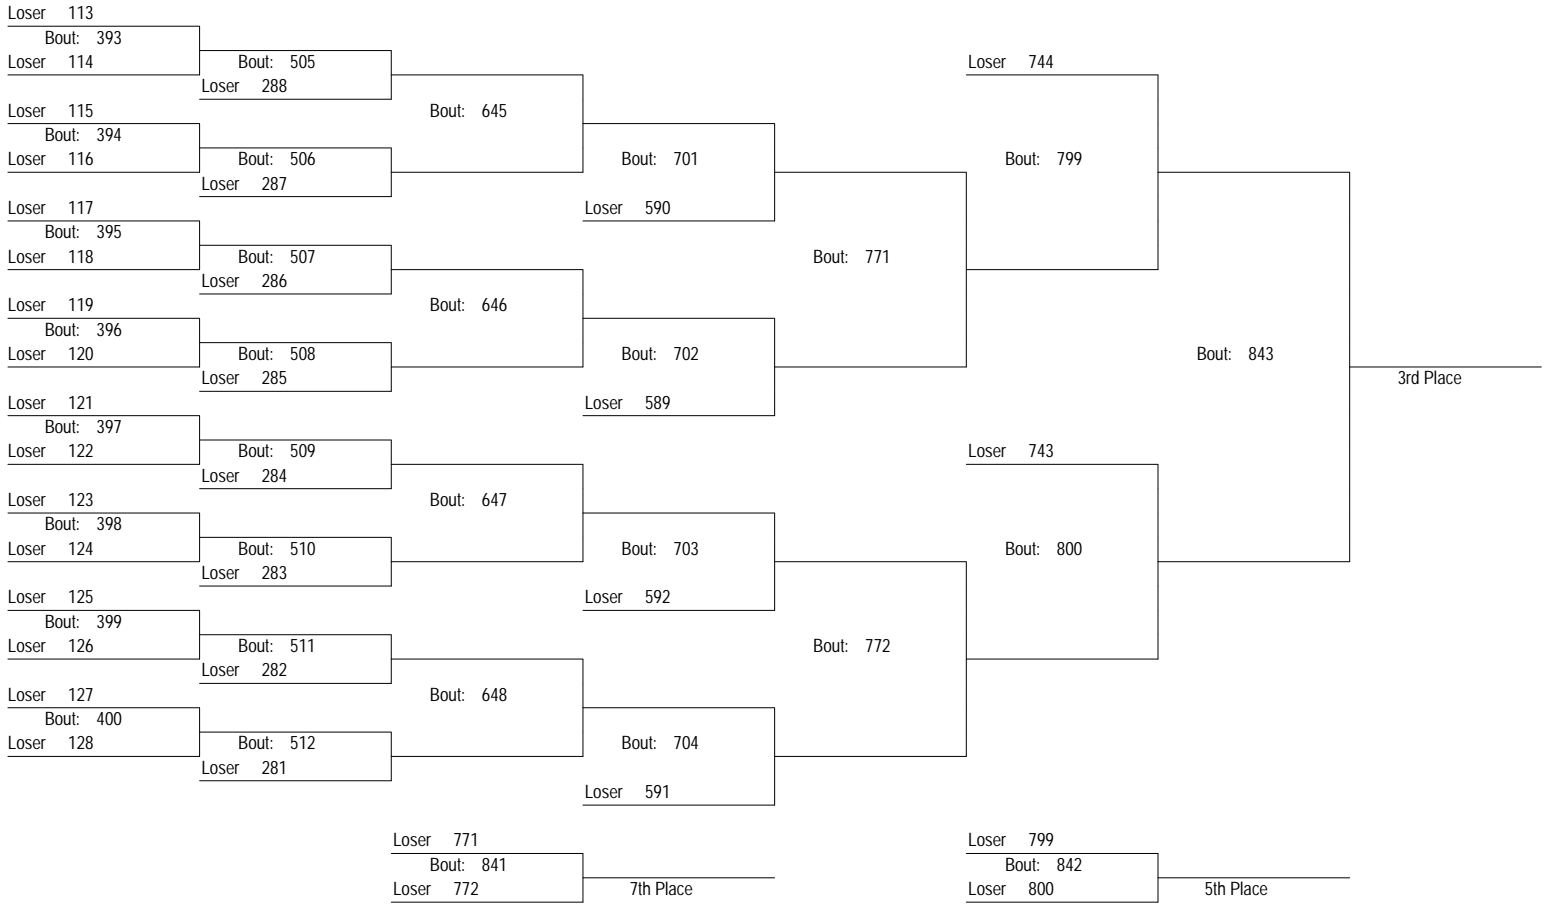 Loser 113
Bout: 393
Loser 114
Bout: 505
Loser 288
Loser 744
Loser 115
Bout: 645
Bout: 394
Loser 116
Bout: 506
Bout: 701
Bout: 799
Loser 287
Loser 117
Loser 590
Bout: 395
Loser 118
Bout: 507
Bout: 771
Loser 286
Loser 119
Bout: 646
Bout: 396
Loser 120
Bout: 508
Bout: 702
Bout: 843
Loser 285
3rd Place
Loser 121
Loser 589
Bout: 397
Loser 122
Bout: 509
Loser 743
Loser 284
Loser 123
Bout: 647
Bout: 398
Loser 124
Bout: 510
Bout: 703
Bout: 800
Loser 283
Loser 125
Loser 592
Bout: 399
Loser 126
Bout: 511
Bout: 772
Loser 282
Loser 127
Bout: 648
Bout: 400
Loser 128
Bout: 512
Bout: 704
Loser 281
Loser 591
Loser 771
Bout: 841
Loser 772
7th Place
Loser 799
Bout: 842
Loser 800
5th Place